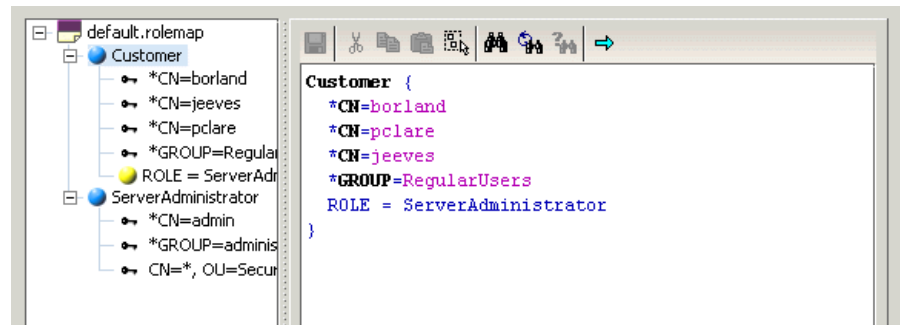 default.rolemap
Customer
*CN=borland
*CN=jeeves
*CN=pclare
*GROUP=Regular
ROLE = ServerAdr
ServerAdministrator
*CN=admin
*GROUP=adminis
CN=*, OU=Secur
Customer {
*CN=borland
*CN=pclare
*CN=jeeves
*GROUP=RegularUsers
ROLE = ServerAdministrator
}